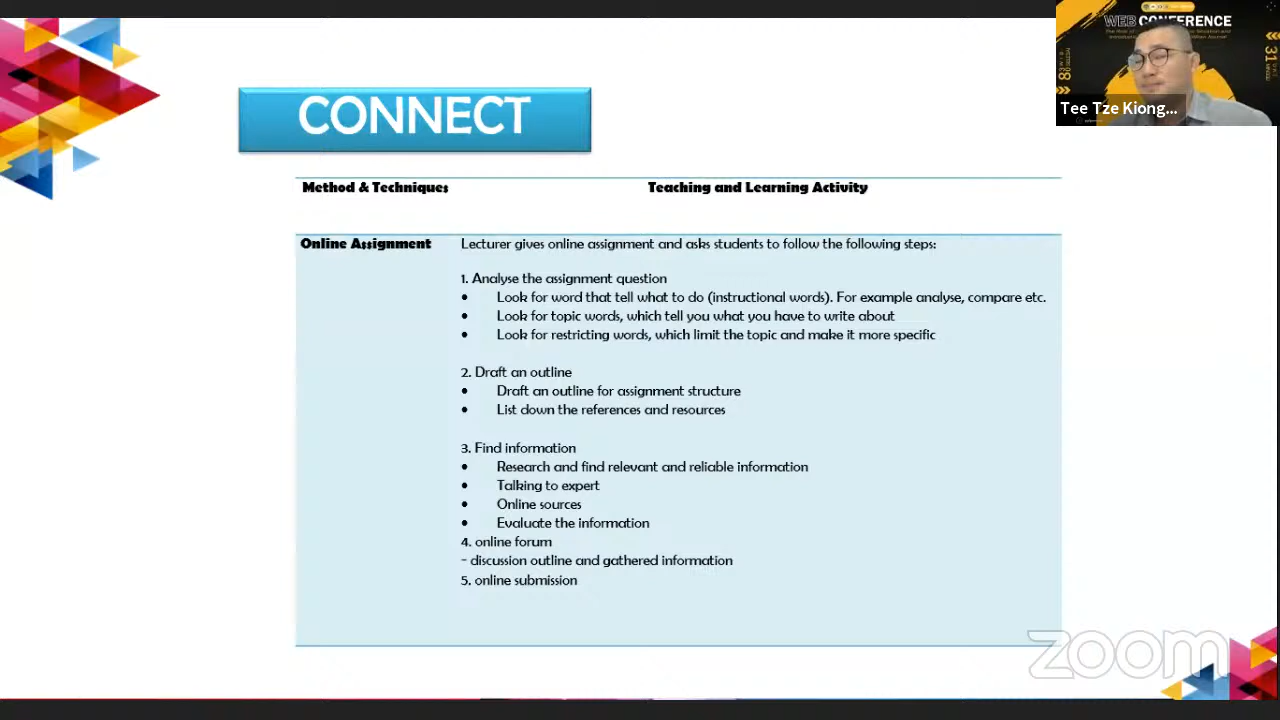 WEB CONFERENCE
Tee Tze Kiong...
CONNECT
Method & Techniques
Teaching and Learning Activity
Online Assignment
Lecturer gives online assignment and asks students to follow the following steps:
1. Analyse the assignment question
• Look for word that tell what to do (instructional words). For example analyse, compare etc.
• Look for topic words, which tell you what you have to write about
• Look for restricting words, which limit the topic and make it more specific
2. Draft an outline
• Draft an outline for assignment structure
• List down the references and resources
3. Find information
• Research and find relevant and reliable information
• Talking to expert
• Online sources
• Evaluate the information
4. online forum
- discussion outline and gathered information
5. online submission
zoom